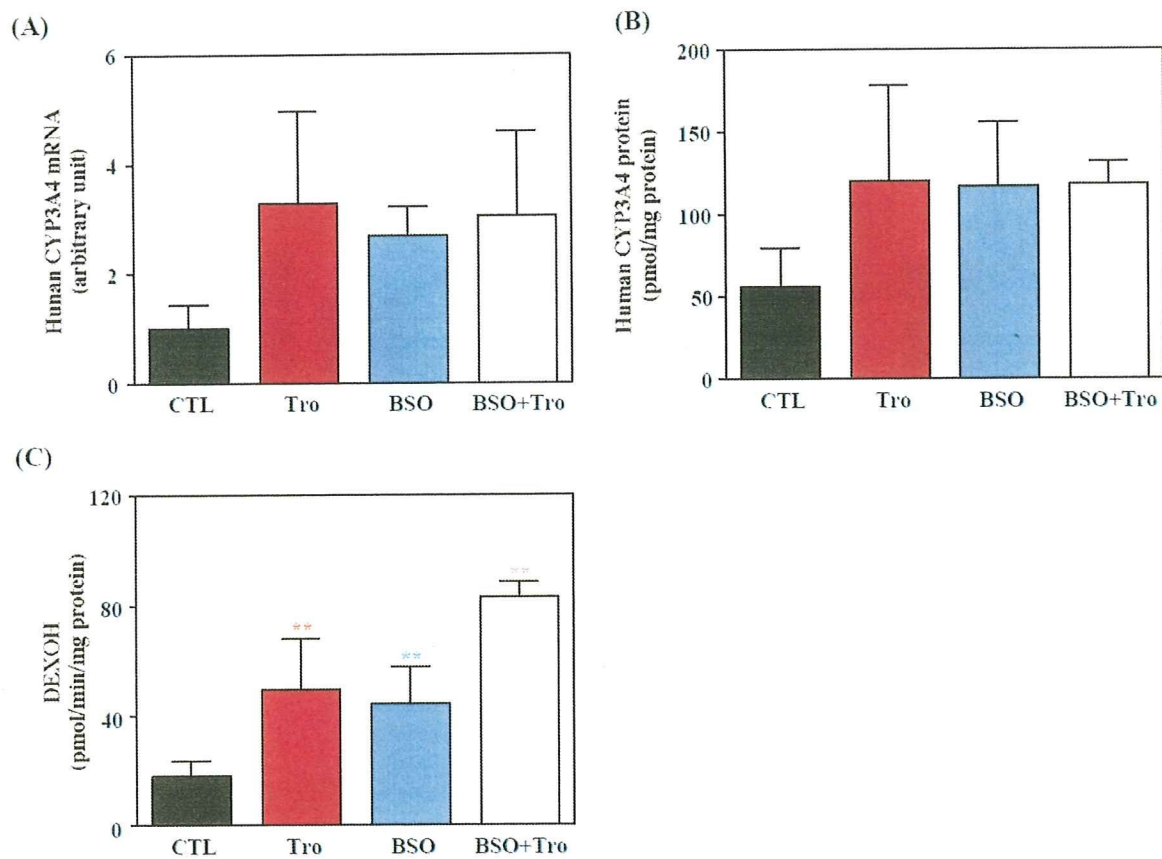 (A)
Human CYP3A4 mRNA
(arbitrary unit)
6
4
2
0
CTL Tro BSO BSO+Tro
(B)
Human CYP3A4 protein
(pmol/mg protein)
200
150
100
50
0
CTL Tro BSO BSO+Tro
(C)
DEXOH
(pmol/min/mg protein)
120
80
40
0
**
**
**
CTL Tro BSO BSO+Tro